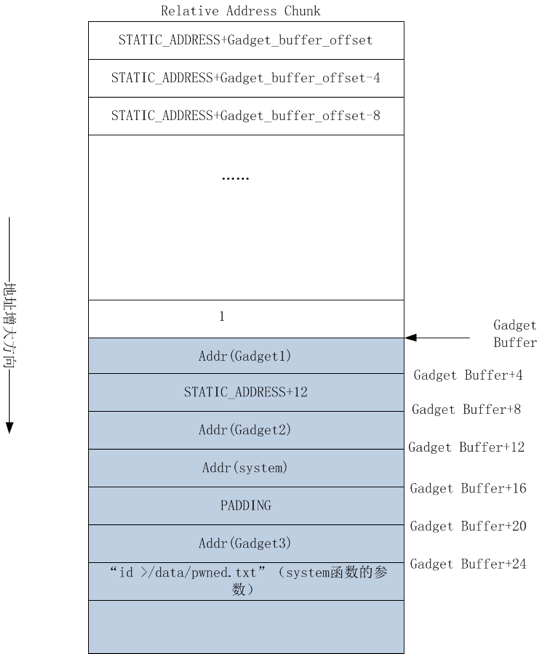 Relative Address Chunk
STATIC_ADDRESS+Gadget_buffer_offset
STATIC_ADDRESS+Gadget_buffer_offset-4
STATIC_ADDRESS+Gadget_buffer_offset-8
……
地址增大方向
1
Gadget
Buffer
Addr(Gadget1)
Gadget Buffer+4
STATIC_ADDRESS+12
Gadget Buffer+8
Addr(Gadget2)
Gadget Buffer+12
Addr(system)
Gadget Buffer+16
PADDING
Gadget Buffer+20
Addr(Gadget3)
Gadget Buffer+24
“id >/data/pwned.txt”（system函数的参
数）